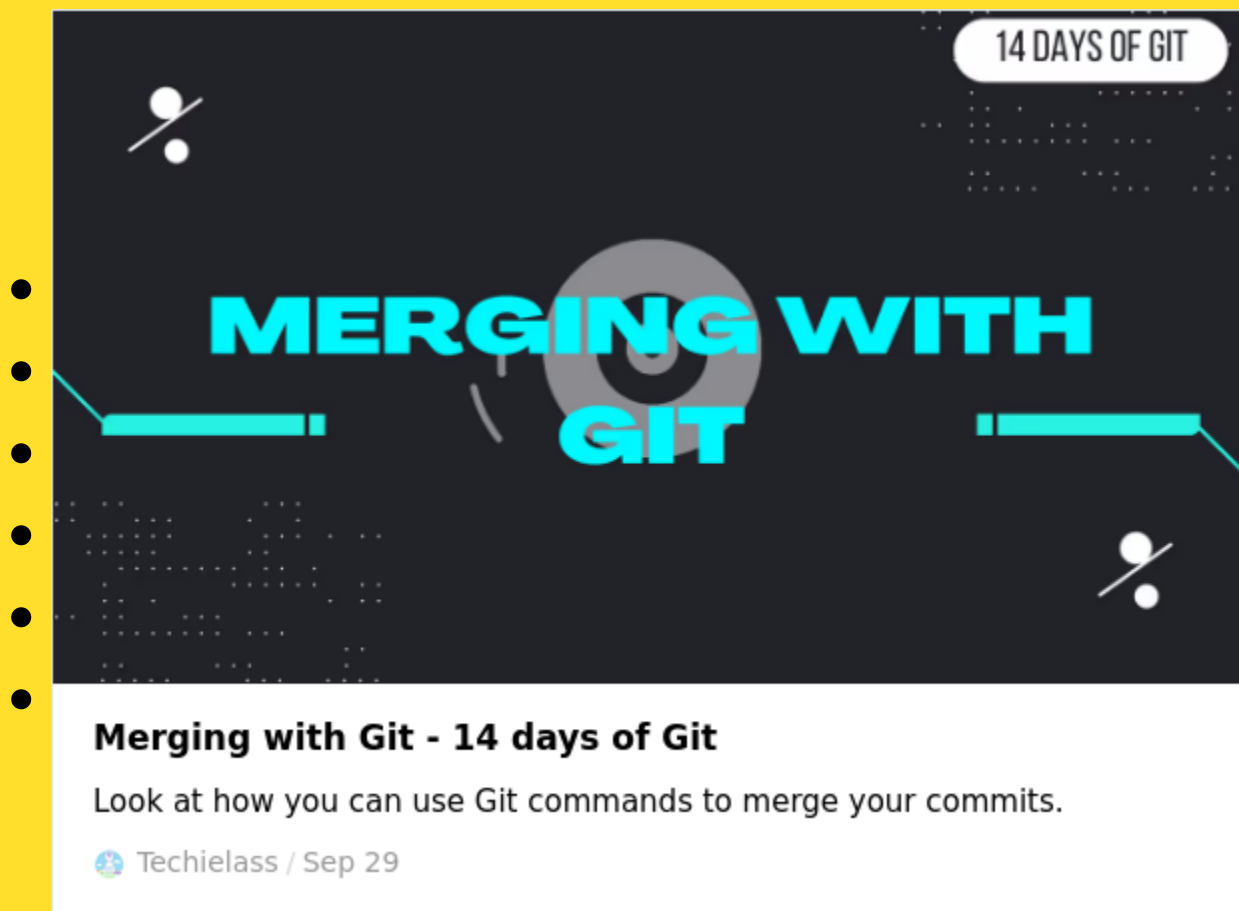 14 DAYS OF GIT
MERGING WITH
GIT
Merging with Git - 14 days of Git
Look at how you can use Git commands to merge your commits.
Techielass / Sep 29